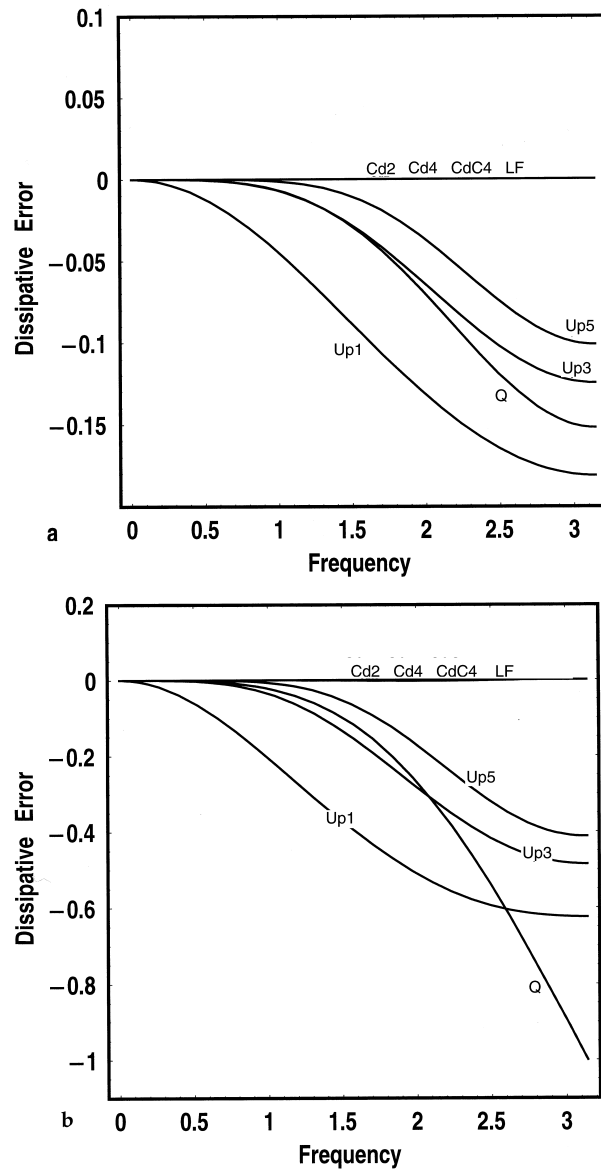 0.1
0.05
0
−0.05
−0.1
−0.15
Dissipative Error
Cd2 Cd4 CdC4 LF
Up5
Up3
Q
Up1
0 0.5 1 1.5 2 2.5 3
Frequency
a
0.2
0
−0.2
−0.4
−0.6
−0.8
−1
Dissipative Error
Cd2 Cd4 CdC4 LF
Up5
Up1
Up3
Q
0 0.5 1 1.5 2 2.5 3
Frequency
b